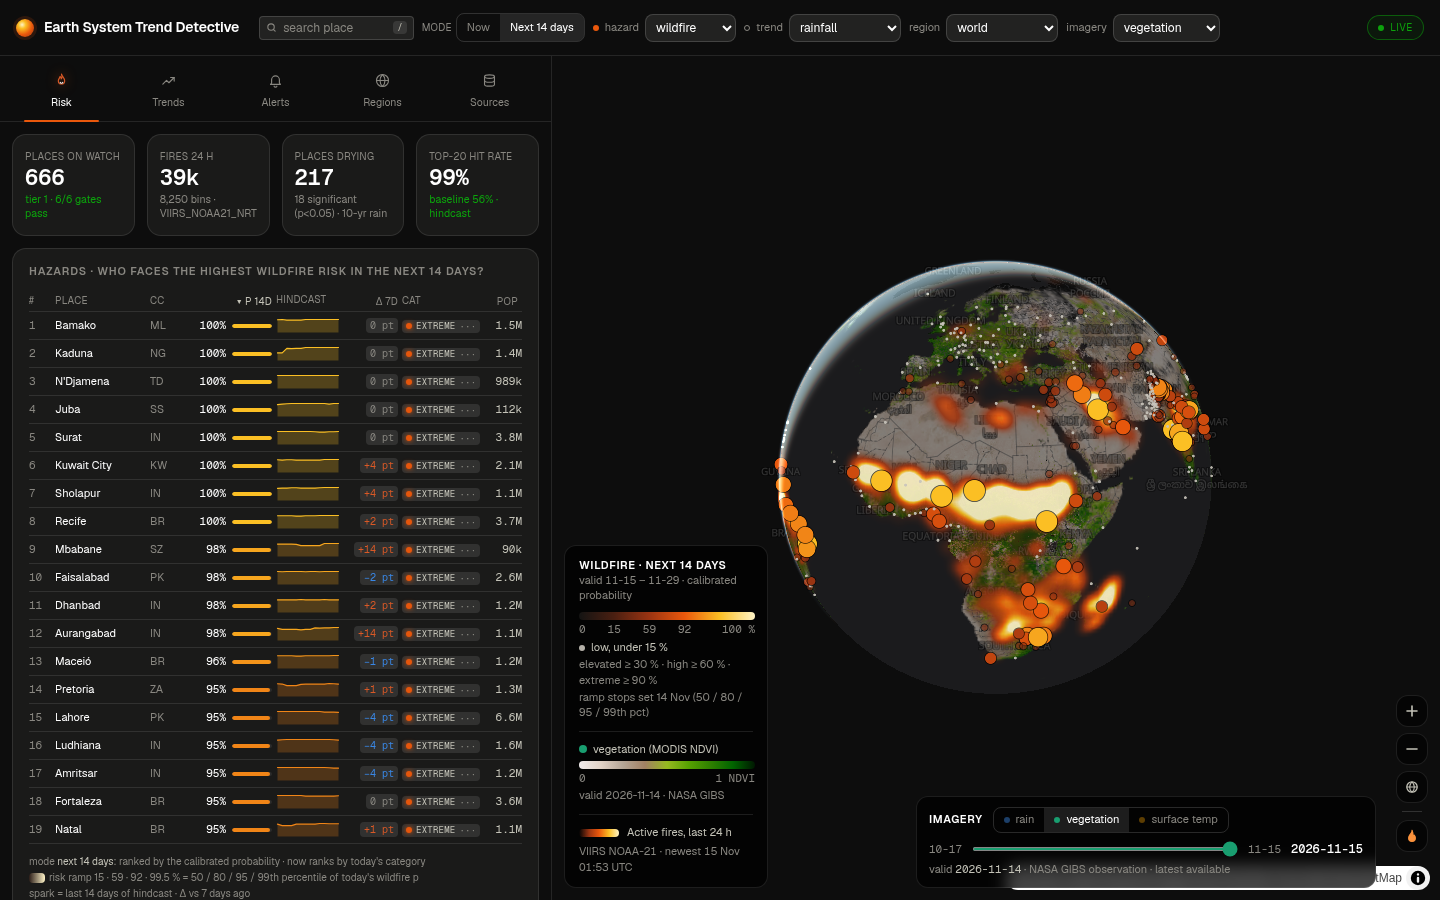 Earth System Trend Detective
search place
/
MODE
Now
Next 14 days
hazard
wildfire
trend
rainfall
region
world
imagery
vegetation
LIVE
Risk
Trends
Alerts
Regions
Sources
PLACES ON WATCH
666
tier 1 · 6/6 gates
pass
FIRES 24 H
39k
8,250 bins ·
VIIRS_NOAA21_NRT
PLACES DRYING
217
18 significant
(p<0.05) · 10-yr rain
TOP-20 HIT RATE
99%
baseline 56% ·
hindcast
HAZARDS · WHO FACES THE HIGHEST WILDFIRE RISK IN THE NEXT 14 DAYS?
# PLACE CC ▾ P 14D HINDCAST Δ 7D CAT POP
1 Bamako ML 100% 0 pt EXTREME ··· 1.5M
2 Kaduna NG 100% 0 pt EXTREME ··· 1.4M
3 N'Djamena TD 100% 0 pt EXTREME ··· 989k
4 Juba SS 100% 0 pt EXTREME ··· 112k
5 Surat IN 100% 0 pt EXTREME ··· 3.8M
6 Kuwait City KW 100% +4 pt EXTREME ··· 2.1M
7 Sholapur IN 100% +4 pt EXTREME ··· 1.1M
8 Recife BR 100% +2 pt EXTREME ··· 3.7M
9 Mbabane SZ 98% +14 pt EXTREME ··· 90k
10 Faisalabad PK 98% −2 pt EXTREME ··· 2.6M
11 Dhanbad IN 98% +2 pt EXTREME ··· 1.2M
12 Aurangabad IN 98% +14 pt EXTREME ··· 1.1M
13 Maceió BR 96% −1 pt EXTREME ··· 1.2M
14 Pretoria ZA 95% +1 pt EXTREME ··· 1.3M
15 Lahore PK 95% −4 pt EXTREME ··· 6.6M
16 Ludhiana IN 95% −4 pt EXTREME ··· 1.6M
17 Amritsar IN 95% −4 pt EXTREME ··· 1.2M
18 Fortaleza BR 95% 0 pt EXTREME ··· 3.6M
19 Natal BR 95% +1 pt EXTREME ··· 1.1M
mode next 14 days: ranked by the calibrated probability · now ranks by today's category
risk ramp 15 · 59 · 92 · 99.5 % = 50 / 80 / 95 / 99th percentile of today's wildfire p
spark = last 14 days of hindcast · Δ vs 7 days ago
GREENLAND
RUSSIA
ICELAND
UNITED KINGDOM
NIGER
CHAD
SRI LANKA
WILDFIRE · NEXT 14 DAYS
valid 11-15 – 11-29 · calibrated
probability
0 15 59 92 100 %
low, under 15 %
elevated ≥ 30 % · high ≥ 60 % ·
extreme ≥ 90 %
ramp stops set 14 Nov (50 / 80 /
95 / 99th pct)
vegetation (MODIS NDVI)
0 1 NDVI
valid 2026-11-14 · NASA GIBS
Active fires, last 24 h
VIIRS NOAA-21 · newest 15 Nov
01:53 UTC
IMAGERY
rain
vegetation
surface temp
10-17
11-15
2026-11-15
valid 2026-11-14 · NASA GIBS observation · latest available
tMap